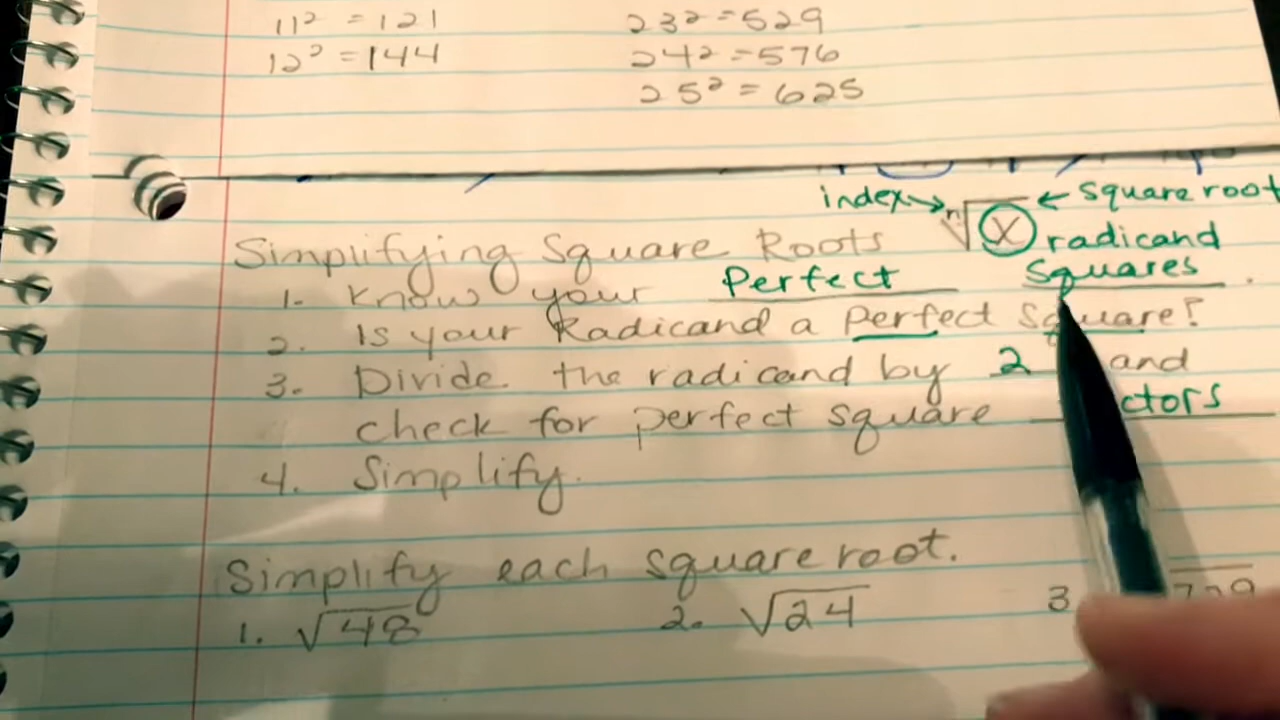 11² = 121 23² = 529
12² = 144 24² = 576
25² = 625
index → n√x ← square root
Simplifying Square Roots radicand
1. Know your Perfect Squares.
2. Is your Radicand a perfect square?
3. Divide the radicand by 2 and
check for perfect square
4. Simplify.
Simplify each square root.
1. √48 2. √24 3